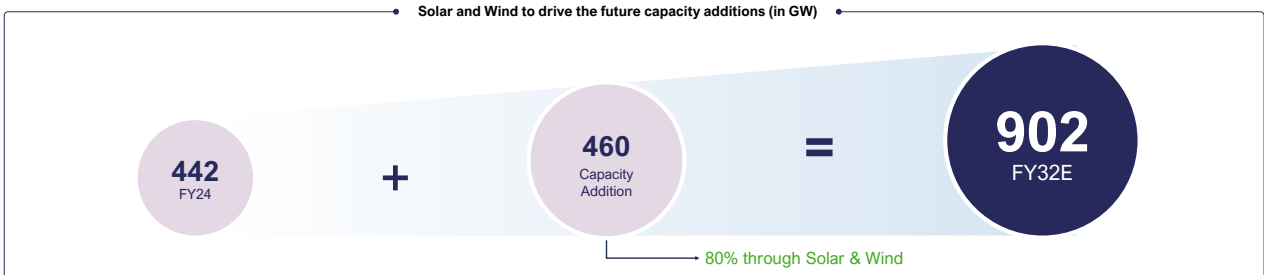 Solar and Wind to drive the future capacity additions (in GW)
442
FY24
+
460
Capacity
Addition
=
902
FY32E
80% through Solar & Wind